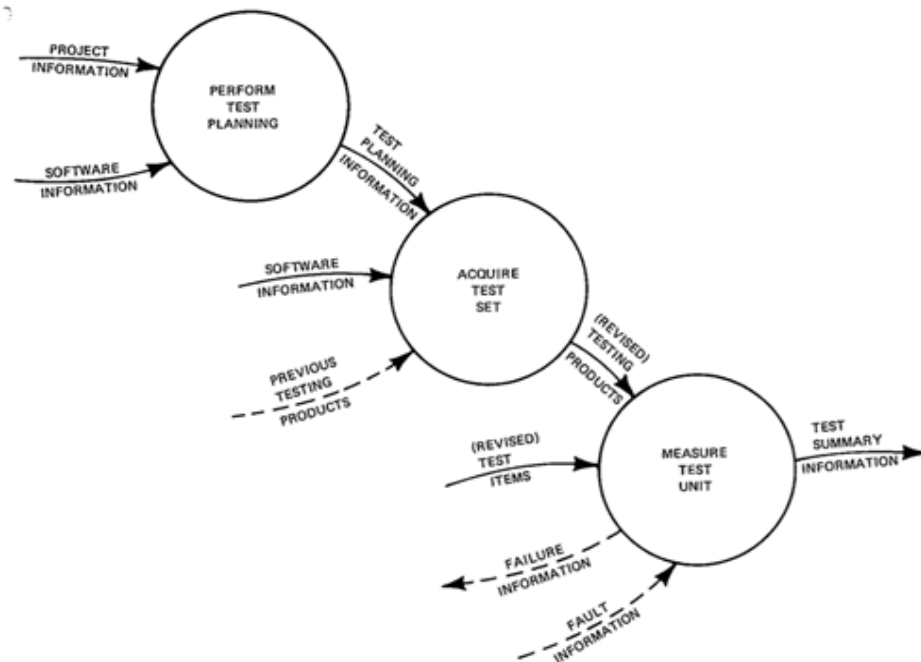 PROJECT
INFORMATION
PERFORM
TEST
PLANNING
SOFTWARE
INFORMATION
TEST
PLANNING
INFORMATION
SOFTWARE
INFORMATION
ACQUIRE
TEST
SET
PREVIOUS
TESTING
PRODUCTS
(REVISED)
TESTING
PRODUCTS
(REVISED)
TEST
ITEMS
MEASURE
TEST
UNIT
TEST
SUMMARY
INFORMATION
FAILURE
INFORMATION
FAULT
INFORMATION